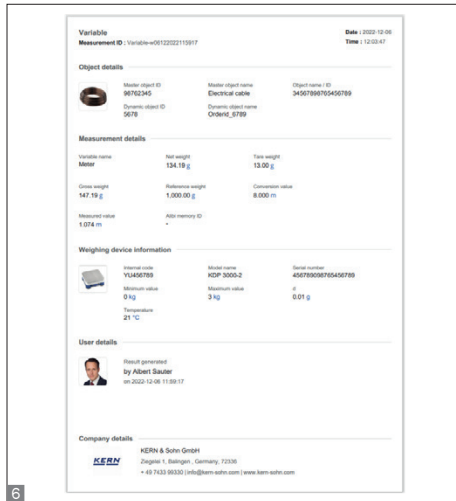 Variable
Date : 2022-12-06
Measurement ID : Variable-w06122022115917
Time : 12:03:47
Object details
Master object ID
Master object name
Object name / ID
98762345
Electrical cable
34567898765456789
Dynamic object ID
Dynamic object name
5678
OrderId_6789
Measurement details
Variable name
Net weight
Tare weight
Meter
134.19 g
13.00 g
Gross weight
Reference weight
Conversion value
147.19 g
1,000.00 g
8.000 m
Measured value
Alibi memory ID
1.074 m
-
Weighing device information
Internal code
Model name
Serial number
YU456789
KDP 3000-2
456789098765456789
Minimum value
Maximum value
d
0 kg
3 kg
0.01 g
Temperature
21 °C
User details
Result generated
by Albert Sauter
on 2022-12-06 11:59:17
Company details
KERN & Sohn GmbH
KERN
Ziegelei 1, Balingen , Germany, 72336
+ 49 7433 99330 | info@kern-sohn.com | www.kern-sohn.com
6